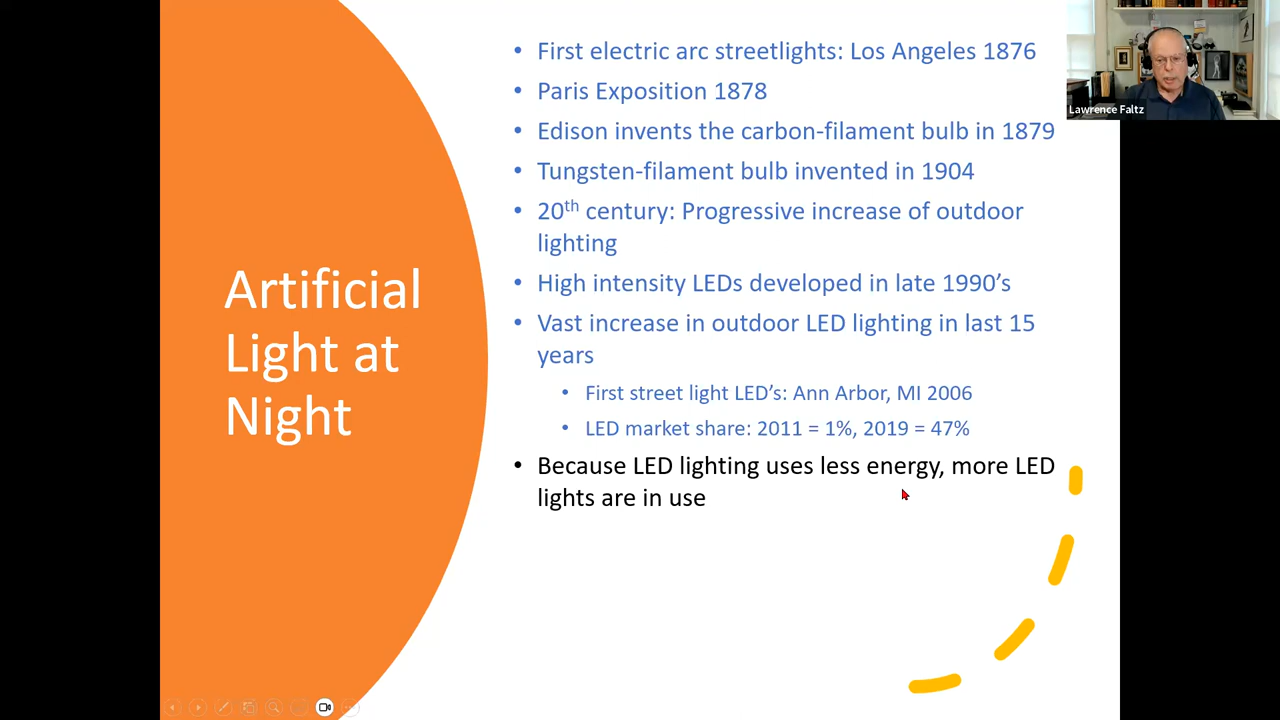 Artificial
Light at
Night
• First electric arc streetlights: Los Angeles 1876
• Paris Exposition 1878
• Edison invents the carbon-filament bulb in 1879
• Tungsten-filament bulb invented in 1904
• 20th century: Progressive increase of outdoor
lighting
• High intensity LEDs developed in late 1990’s
• Vast increase in outdoor LED lighting in last 15
years
• First street light LED’s: Ann Arbor, MI 2006
• LED market share: 2011 = 1%, 2019 = 47%
• Because LED lighting uses less energy, more LED
lights are in use
Lawrence Faltz